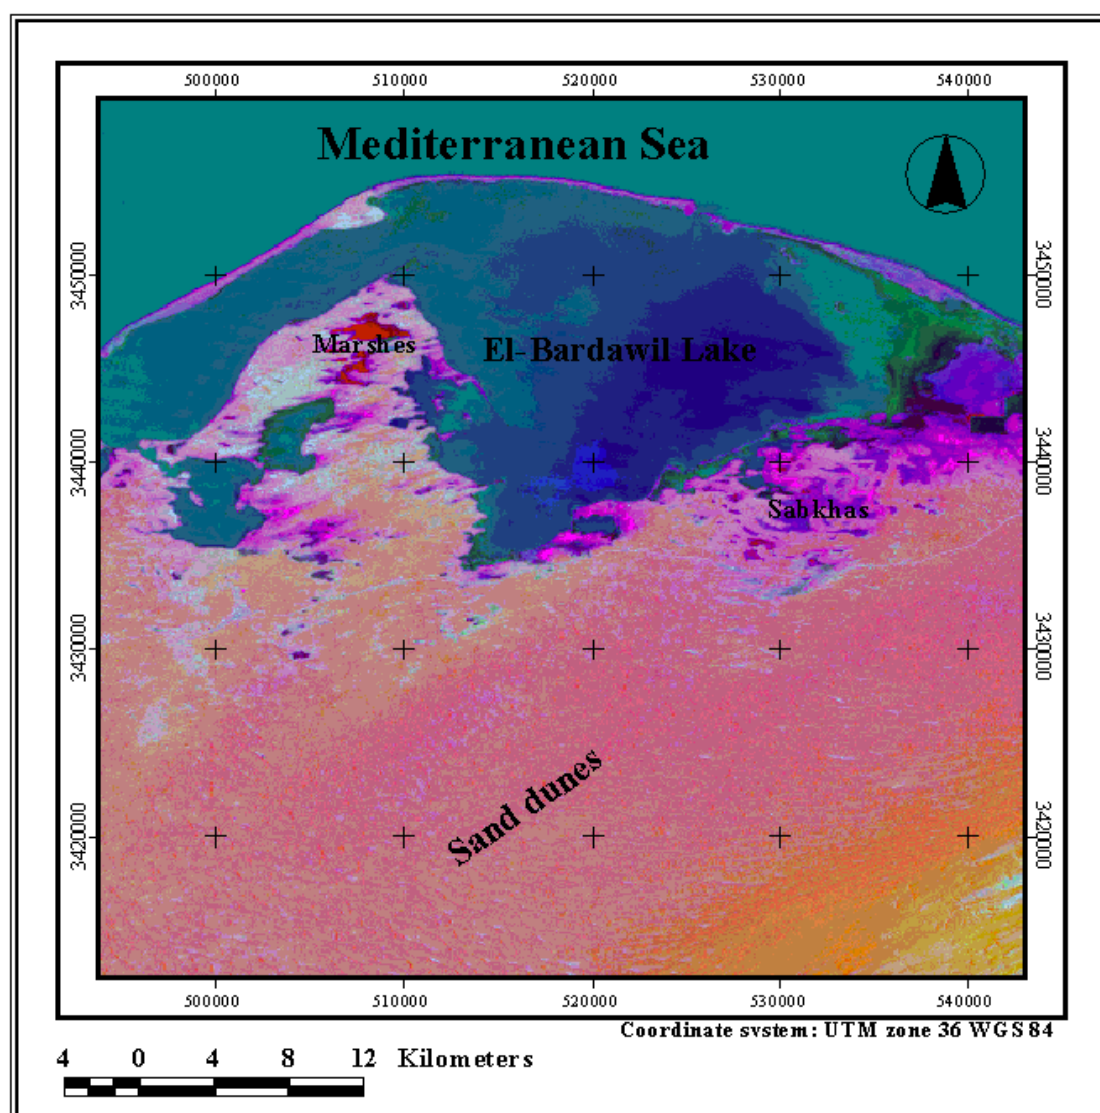 500000 510000 520000 530000 540000
Mediterranean Sea
3450000 3450000
Marshes
El-Bardawil Lake
3440000 3440000
Sabkhas
3430000 3430000
Sand dunes
3420000 3420000
500000 510000 520000 530000 540000
Coordinate system: UTM zone 36 WGS 84
4 0 4 8 12 Kilometers